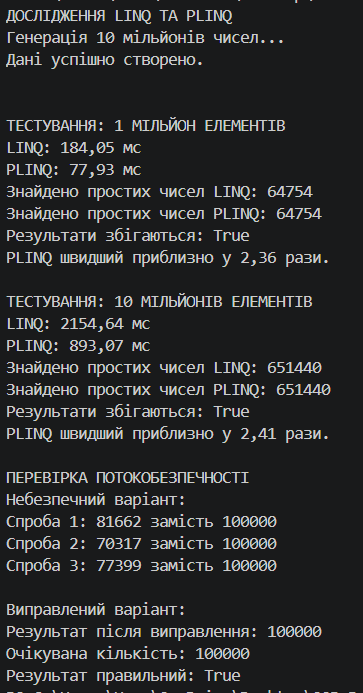 ДОСЛІДЖЕННЯ LINQ ТА PLINQ
Генерація 10 мільйонів чисел...
Дані успішно створено.
ТЕСТУВАННЯ: 1 МІЛЬЙОН ЕЛЕМЕНТІВ
LINQ: 184,05 мс
PLINQ: 77,93 мс
Знайдено простих чисел LINQ: 64754
Знайдено простих чисел PLINQ: 64754
Результати збігаються: True
PLINQ швидший приблизно у 2,36 рази.
ТЕСТУВАННЯ: 10 МІЛЬЙОНІВ ЕЛЕМЕНТІВ
LINQ: 2154,64 мс
PLINQ: 893,07 мс
Знайдено простих чисел LINQ: 651440
Знайдено простих чисел PLINQ: 651440
Результати збігаються: True
PLINQ швидший приблизно у 2,41 рази.
ПЕРЕВІРКА ПОТОКОБЕЗПЕЧНОСТІ
Небезпечний варіант:
Спроба 1: 81662 замість 100000
Спроба 2: 70317 замість 100000
Спроба 3: 77399 замість 100000
Виправлений варіант:
Результат після виправлення: 100000
Очікувана кількість: 100000
Результат правильний: True